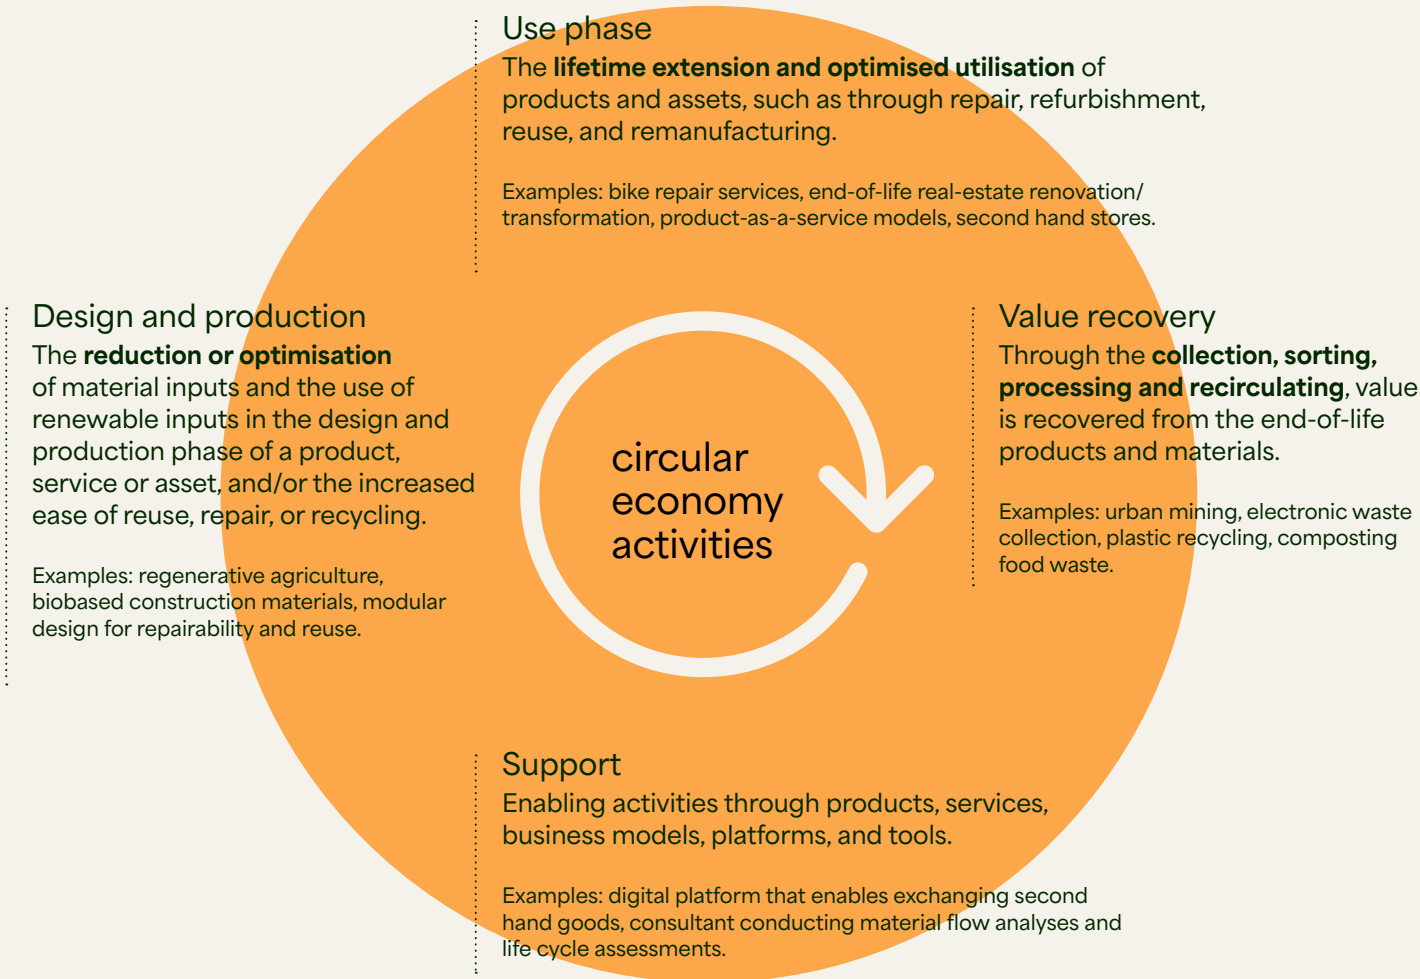 Use phase
The lifetime extension and optimised utilisation of
products and assets, such as through repair, refurbishment,
reuse, and remanufacturing.
Examples: bike repair services, end-of-life real-estate renovation/
transformation, product-as-a-service models, second hand stores.
Design and production
The reduction or optimisation
of material inputs and the use of
renewable inputs in the design and
production phase of a product,
service or asset, and/or the increased
ease of reuse, repair, or recycling.
Examples: regenerative agriculture,
biobased construction materials, modular
design for repairability and reuse.
circular
economy
activities
Value recovery
Through the collection, sorting,
processing and recirculating, value
is recovered from the end-of-life
products and materials.
Examples: urban mining, electronic waste
collection, plastic recycling, composting
food waste.
Support
Enabling activities through products, services,
business models, platforms, and tools.
Examples: digital platform that enables exchanging second
hand goods, consultant conducting material flow analyses and
life cycle assessments.